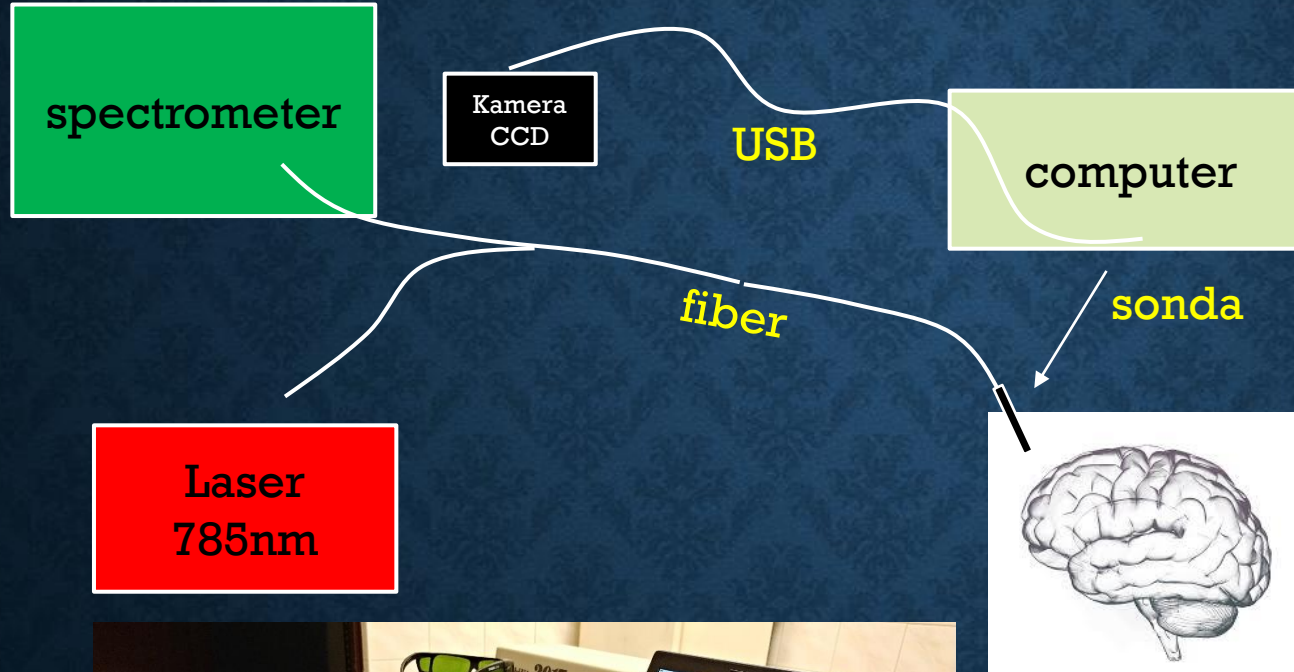 spectrometer
Kamera
CCD
USB
computer
fiber
sonda
Laser
785nm